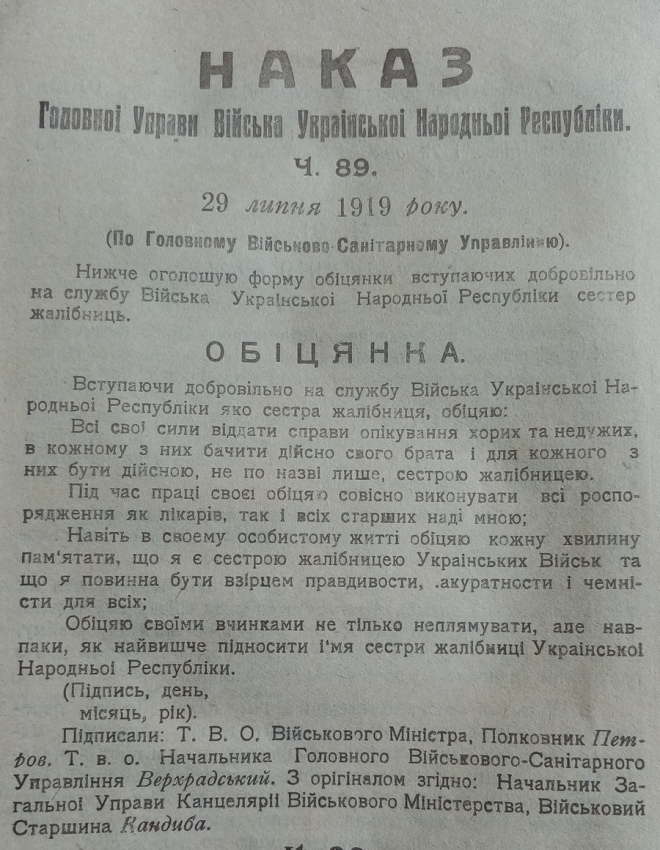 НАКАЗ
Головної Управи Війська Української Народньої Республіки.
Ч. 89.
29 липня 1919 року.
(По Головному Військово-Санітарному Управлінню).
Нижче оголошую форму обіцянки вступаючих добровільно
на службу Війська Української Народньої Республіки сестер
жалібниць.
ОБІЦЯНКА.
Вступаючи добровільно на службу Війська Української На-
родньої Республіки яко сестра жалібниця, обіцяю:
Всі свої сили віддати справи опікування хорих та недужих,
в кожному з них бачити дійсно свого брата і для кожного з
них бути дійсною, не по назві лише, сестрою жалібницею.
Під час праці своєї обіцяю совісно виконувати всі роспо-
рядження як лікарів, так і всіх старших наді мною;
Навіть в своєму особистому житті обіцяю кожну хвилину
пам‘ятати, що я є сестрою жалібницею Українських Військ та
що я повинна бути взірцем правдивости, .акуратности і чемні-
сти для всіх;
Обіцяю своїми вчинками не тілько неплямувати, але нав-
паки, як найвишче підносити і‘мя сестри жалібниці Української
Народньої Республіки.
(Підпись, день,
місяць, рік).
Підписали: Т. В. О. Військового Міністра, Полковник Пет-
ров. Т. в. о. Начальника Головного Військового-Санітарного
Управління Верхрадський. З орігіналом згідно: Начальник За-
гальної Управи Канцелярії Військового Міністерства, Військовий
Старшина Кандиба.